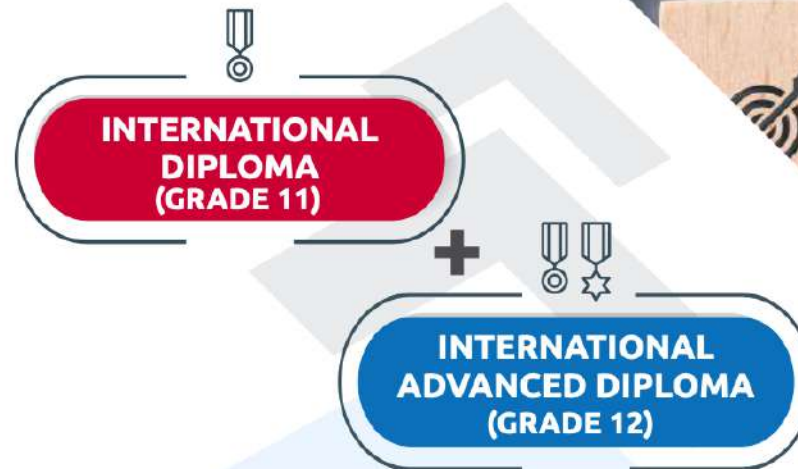 INTERNATIONAL
DIPLOMA
(GRADE 11)
+
INTERNATIONAL
ADVANCED DIPLOMA
(GRADE 12)